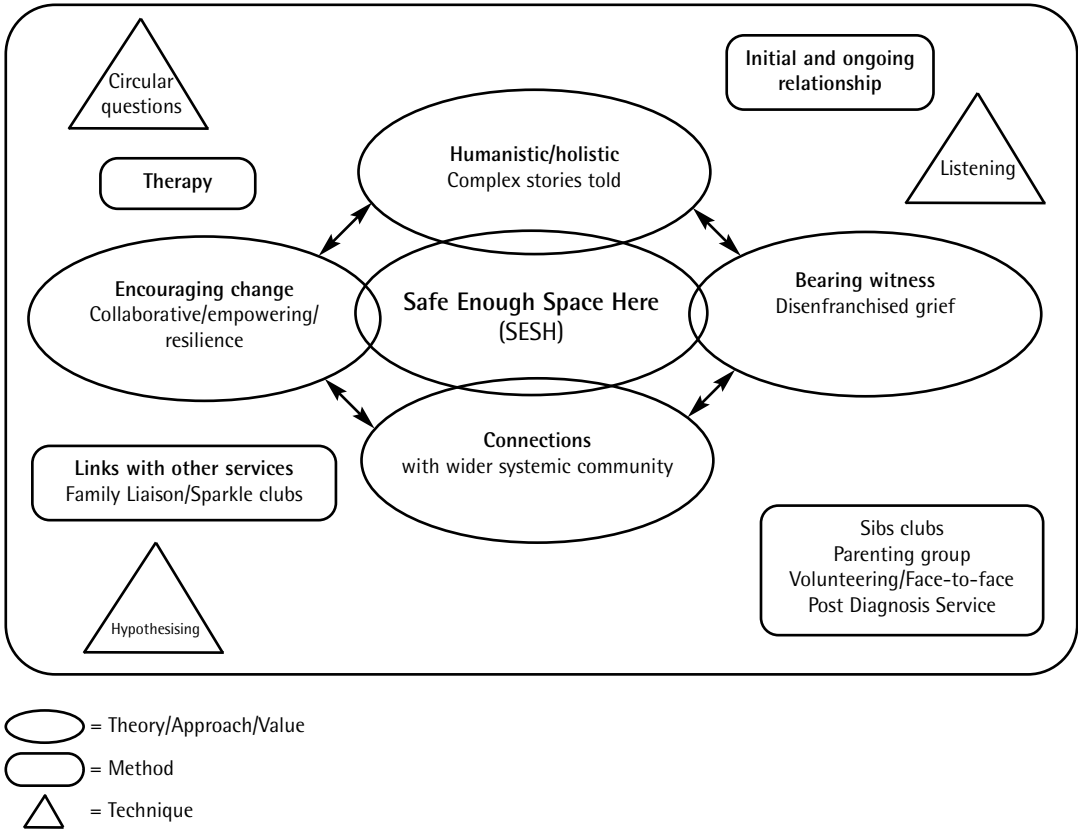 Circular
questions
Initial and ongoing
relationship
Listening
Therapy
Humanistic/holistic
Complex stories told
Encouraging change
Collaborative/empowering/
resilience
Safe Enough Space Here
(SESH)
Bearing witness
Disenfranchised grief
Connections
with wider systemic community
Links with other services
Family Liaison/Sparkle clubs
Hypothesising
Sibs clubs
Parenting group
Volunteering/Face-to-face
Post Diagnosis Service
= Theory/Approach/Value
= Method
= Technique